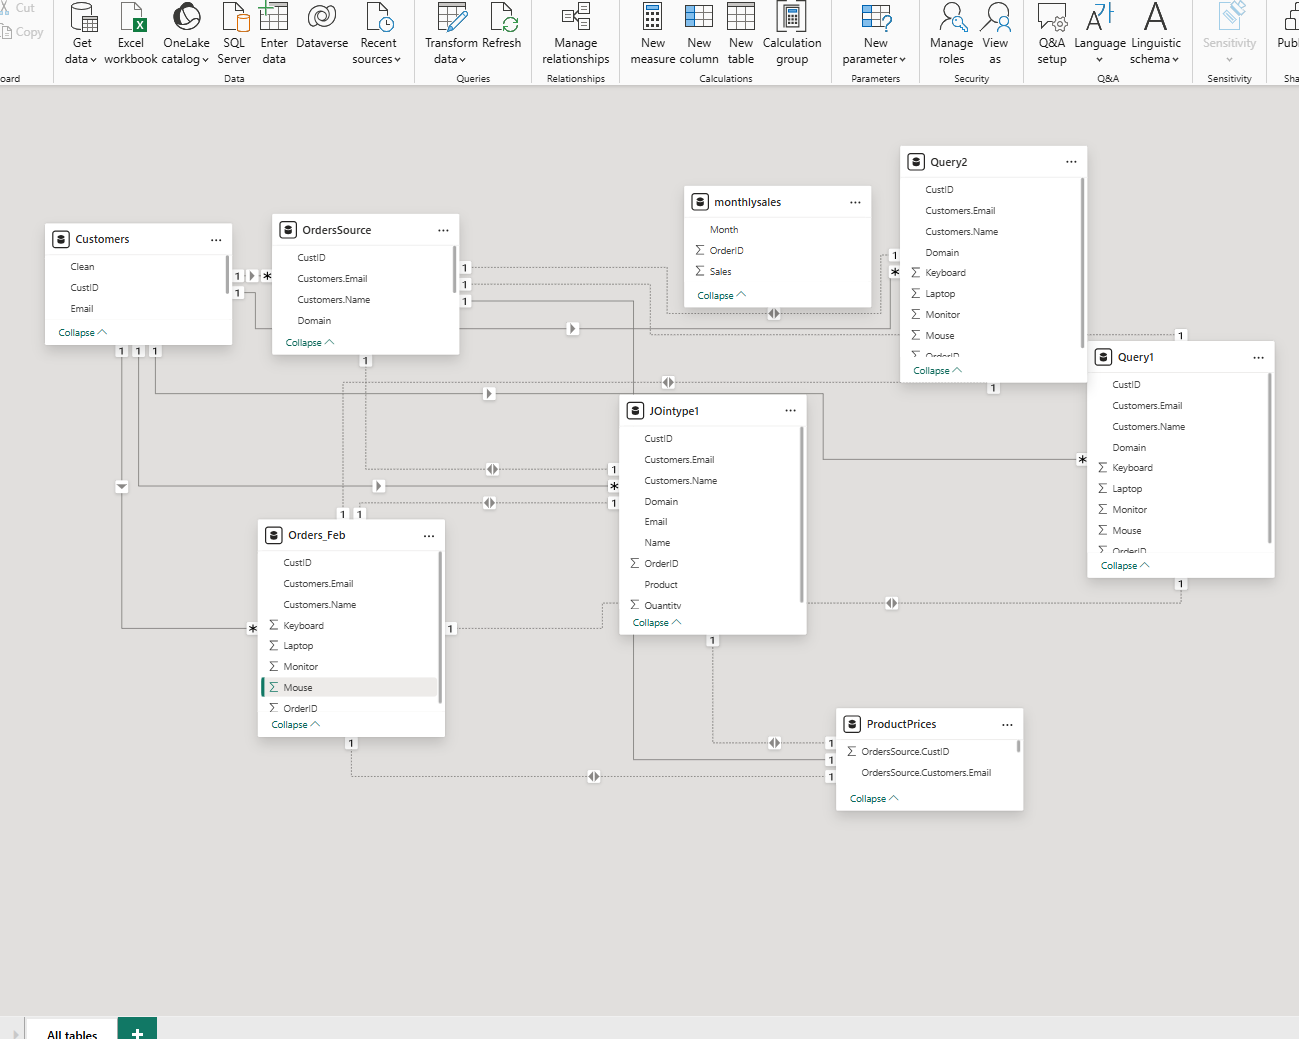 Cut
Copy
oard
Get
data
Excel
workbook
OneLake
catalog
SQL
Server
Enter
data
Dataverse
Recent
sources
Data
Transform
data
Refresh
Queries
Manage
relationships
Relationships
New
measure
New
column
New
table
Calculation
group
Calculations
New
parameter
Parameters
Manage
roles
View
as
Security
Q&A
setup
Language
Linguistic
schema
Q&A
Sensitivity
Sensitivity
Publ
Sha
Customers
Clean
CustID
Email
Collapse
1
*
1
1
1
1
OrdersSource
CustID
Customers.Email
Customers.Name
Domain
Collapse
1
1
1
1
monthlysales
Month
OrderID
Sales
Collapse
Query2
CustID
Customers.Email
Customers.Name
Domain
Keyboard
Laptop
Monitor
Mouse
OrderID
Collapse
1
*
1
1
Query1
CustID
Customers.Email
Customers.Name
Domain
Keyboard
Laptop
Monitor
Mouse
OrderID
Collapse
*
1
JOintype1
CustID
Customers.Email
Customers.Name
Domain
Email
Name
OrderID
Product
Quantity
Collapse
1
*
1
1
Orders_Feb
CustID
Customers.Email
Customers.Name
Keyboard
Laptop
Monitor
Mouse
OrderID
Collapse
1
1
*
1
1
ProductPrices
OrdersSource.CustID
OrdersSource.Customers.Email
Collapse
1
1
1
All tables
+